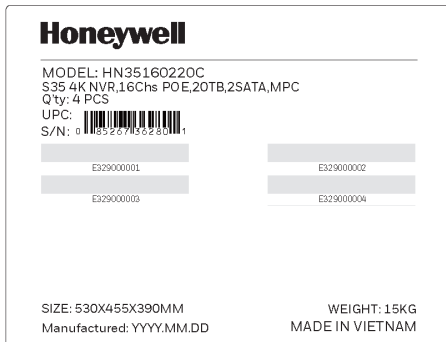 Honeywell
MODEL: HN35160220C
S35 4K NVR,16Chs POE,20TB,2SATA,MPC
Q'ty: 4 PCS
UPC:
S/N: 0 85267 36280 1
E329000001 E329000002
E329000003 E329000004
SIZE: 530X455X390MM WEIGHT: 15KG
Manufactured: YYYY.MM.DD MADE IN VIETNAM